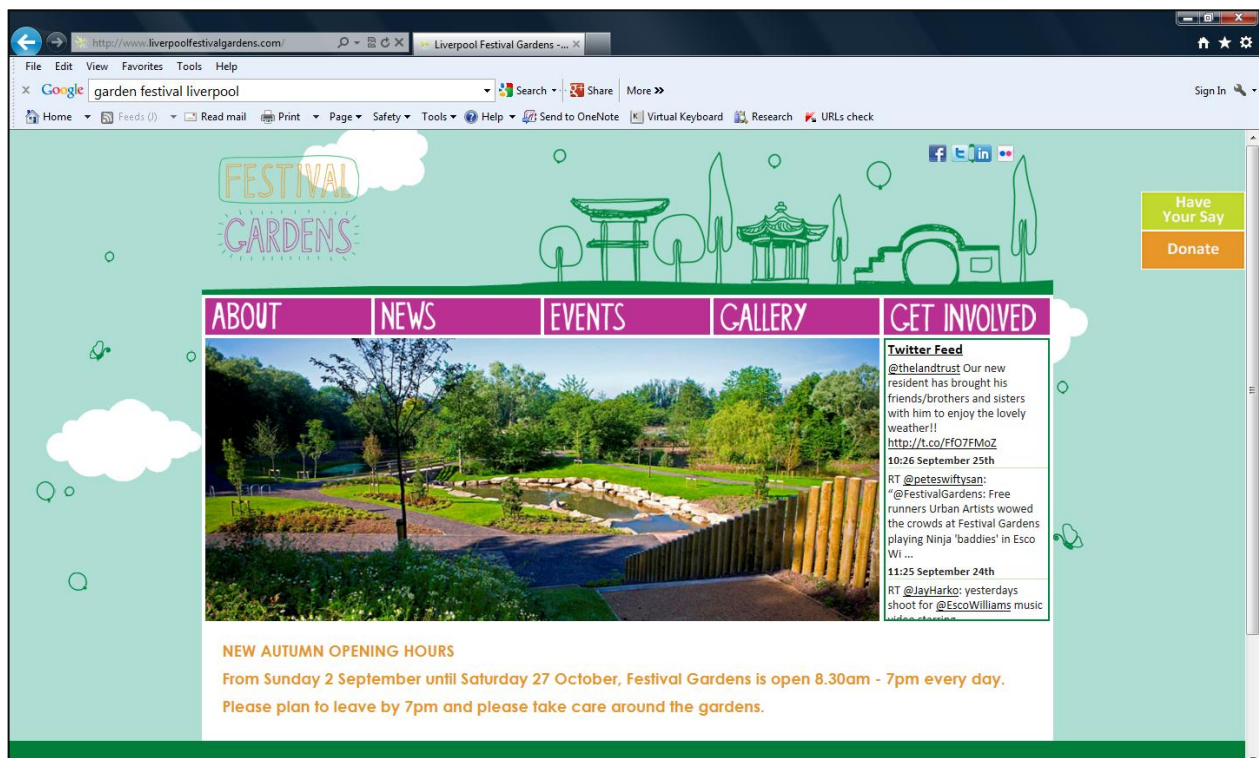 http://www.liverpoolfestivalgardens.com/
Liverpool Festival Gardens -...
File Edit View Favorites Tools Help
x Google garden festival liverpool Search Share More >> Sign In
Home Feeds (J) Read mail Print Page Safety Tools Help Send to OneNote Virtual Keyboard Research URLs check
FESTIVAL
GARDENS
Have
Your Say
Donate
ABOUT NEWS EVENTS GALLERY GET INVOLVED
Twitter Feed
@thelandtrust Our new
resident has brought his
friends/brothers and sisters
with him to enjoy the lovely
weather!!
http://t.co/FfO7FMoZ
10:26 September 25th
RT @peteswiftysan:
“@FestivalGardens: Free
runners Urban Artists wowed
the crowds at Festival Gardens
playing Ninja 'baddies' in Esco
Wi ...
11:25 September 24th
RT @JayHarko: yesterdays
shoot for @EscoWilliams music
video starring
NEW AUTUMN OPENING HOURS
From Sunday 2 September until Saturday 27 October, Festival Gardens is open 8.30am - 7pm every day.
Please plan to leave by 7pm and please take care around the gardens.